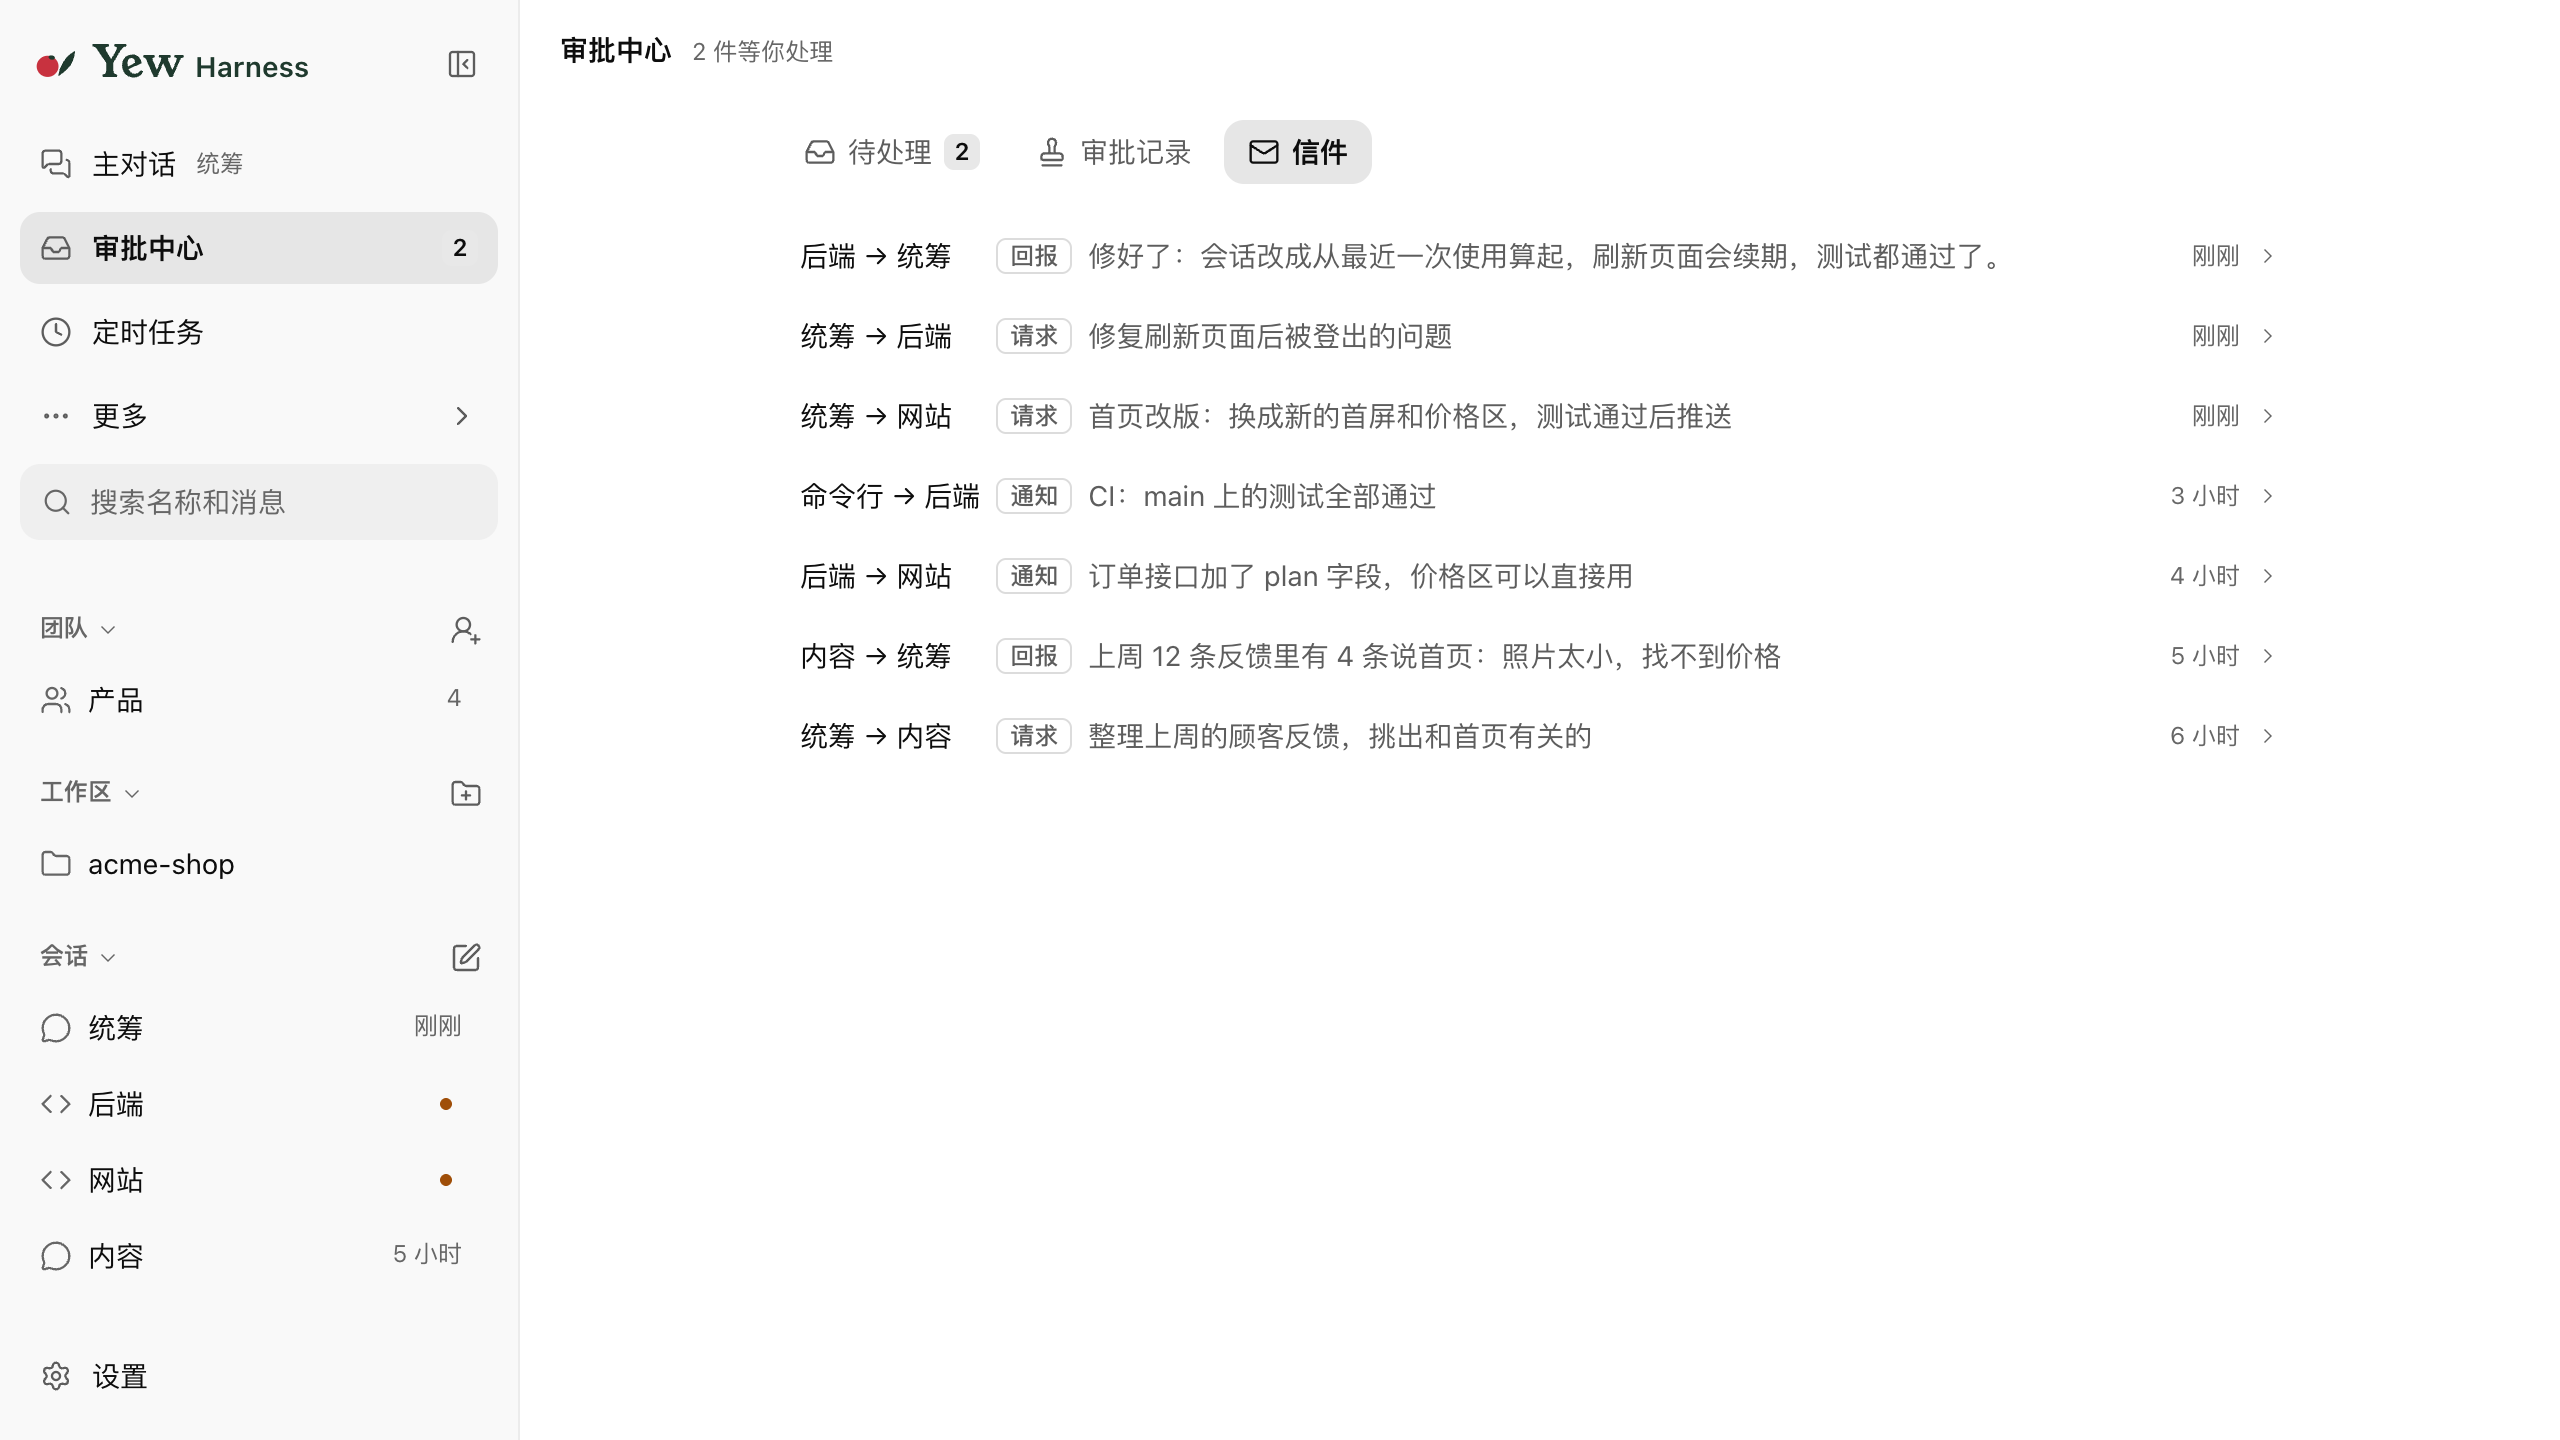 Yew Harness
主对话 统筹
审批中心 2
定时任务
更多
搜索名称和消息
团队
产品 4
工作区
acme-shop
会话
统筹 刚刚
后端
网站
内容 5 小时
设置
审批中心 2 件等你处理
待处理 2 审批记录 信件
后端 → 统筹 回报 修好了：会话改成从最近一次使用算起，刷新页面会续期，测试都通过了。 刚刚
统筹 → 后端 请求 修复刷新页面后被登出的问题 刚刚
统筹 → 网站 请求 首页改版：换成新的首屏和价格区，测试通过后推送 刚刚
命令行 → 后端 通知 CI：main 上的测试全部通过 3 小时
后端 → 网站 通知 订单接口加了 plan 字段，价格区可以直接用 4 小时
内容 → 统筹 回报 上周 12 条反馈里有 4 条说首页：照片太小，找不到价格 5 小时
统筹 → 内容 请求 整理上周的顾客反馈，挑出和首页有关的 6 小时